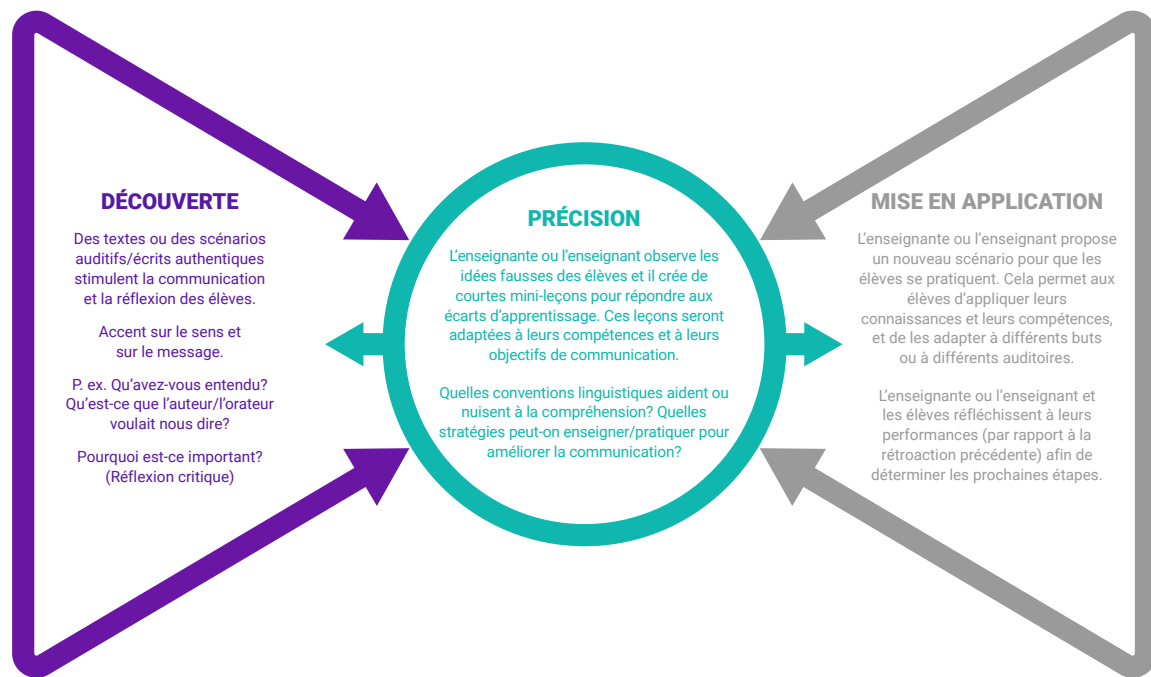 DÉCOUVERTE
Des textes ou des scénarios
auditifs/écrits authentiques
stimulent la communication
et la réflexion des élèves.
Accent sur le sens et
sur le message.
P. ex. Qu’avez-vous entendu?
Qu’est-ce que l’auteur/l’orateur
voulait nous dire?
Pourquoi est-ce important?
(Réflexion critique)
PRÉCISION
L’enseignante ou l’enseignant observe les
idées fausses des élèves et il crée de
courtes mini-leçons pour répondre aux
écarts d’apprentissage. Ces leçons seront
adaptées à leurs compétences et à leurs
objectifs de communication.
Quelles conventions linguistiques aident ou
nuisent à la compréhension? Quelles
stratégies peut-on enseigner/pratiquer pour
améliorer la communication?
MISE EN APPLICATION
L’enseignante ou l’enseignant propose
un nouveau scénario pour que les
élèves se pratiquent. Cela permet aux
élèves d’appliquer leurs
connaissances et leurs compétences,
et de les adapter à différents buts
ou à différents auditoires.
L’enseignante ou l’enseignant et
les élèves réfléchissent à leurs
performances (par rapport à la
rétroaction précédente) afin de
déterminer les prochaines étapes.